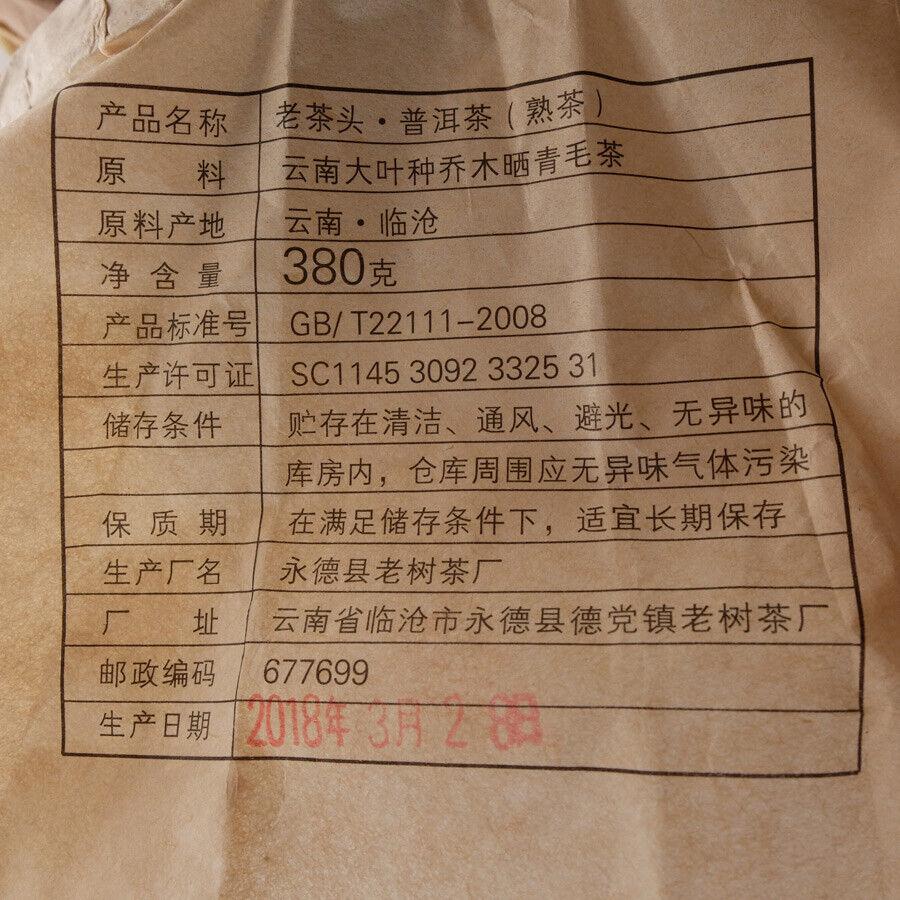 产品名称 老茶头·普洱茶(熟茶)
原 料 云南大叶种乔木晒青毛茶
原料产地 云南·临沧
净含量 380克
产品标准号 GB/T22111-2008
生产许可证 SC1145 3092 3325 31
储存条件 贮存在清洁、通风、避光、无异味的
库房内，仓库周围应无异味气体污染
保质期 在满足储存条件下，适宜长期保存
生产厂名 永德县老树茶厂
厂 址 云南省临沧市永德县德党镇老树茶厂
邮政编码 677699
生产日期 2018年 3月 2 8日